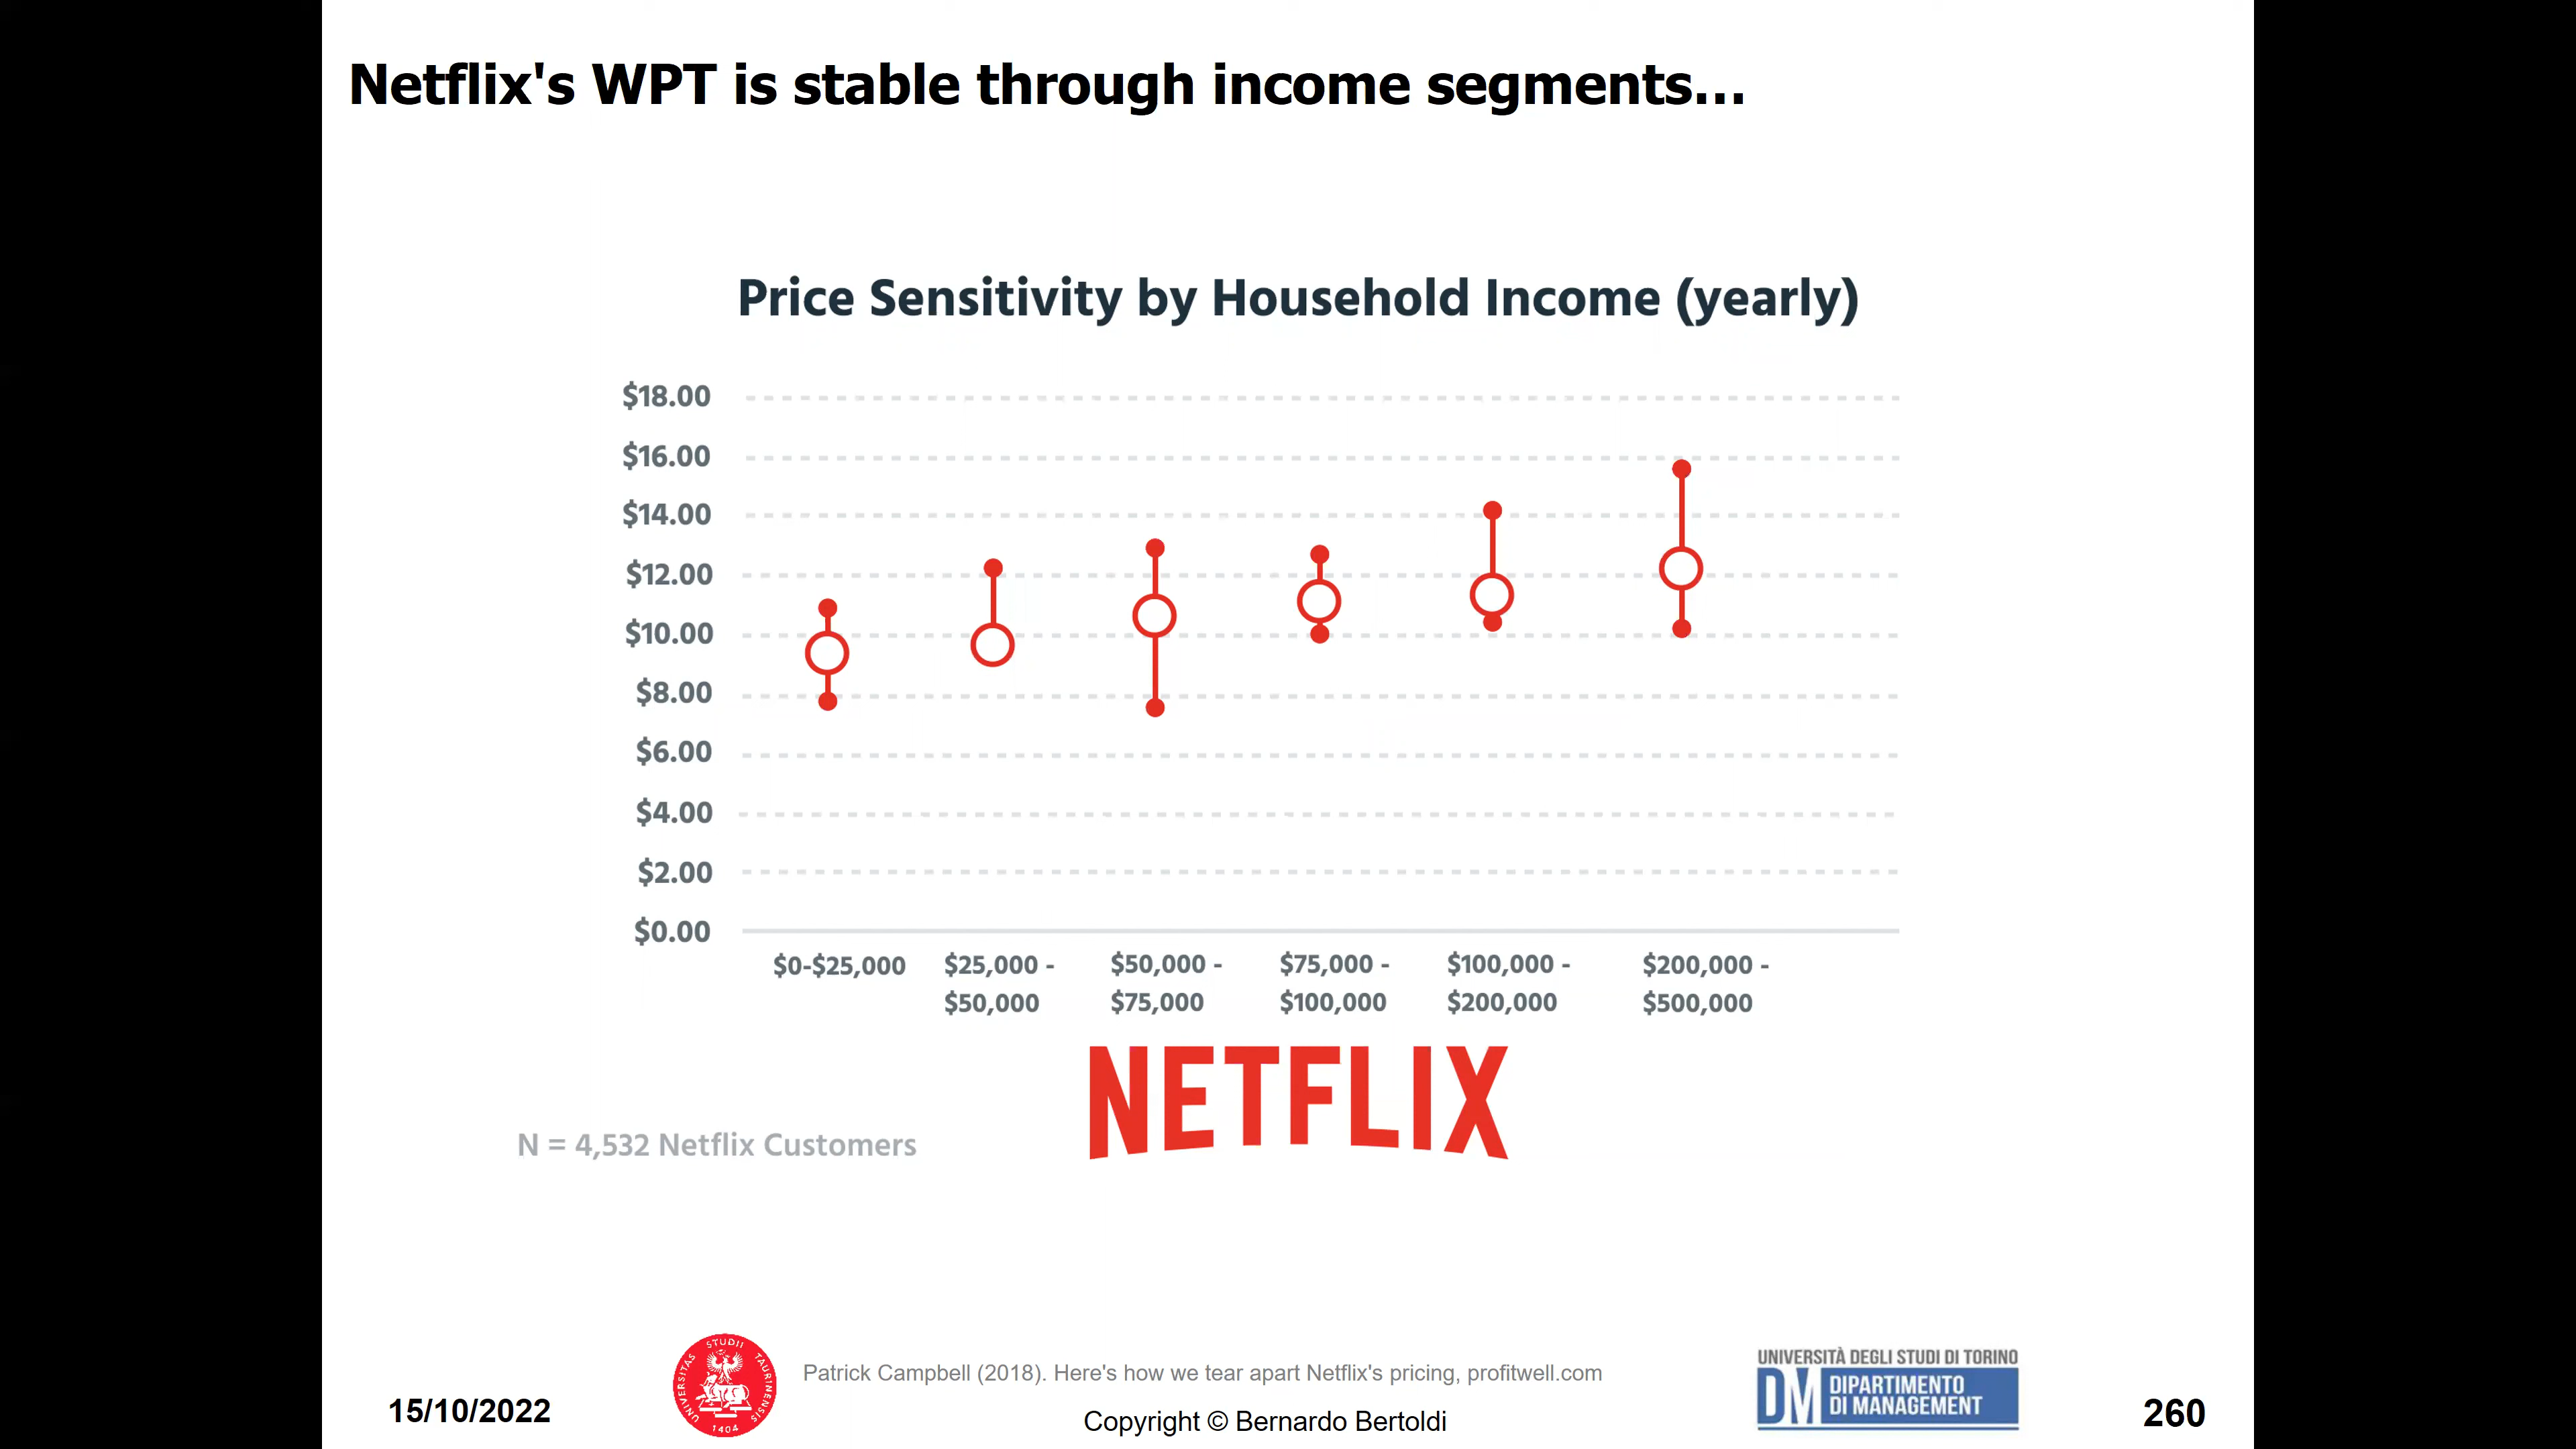 Netflix's WPT is stable through income segments...
Price Sensitivity by Household Income (yearly)
$18.00
$16.00
$14.00
$12.00
$10.00
$8.00
$6.00
$4.00
$2.00
$0.00
$0-$25,000
$25,000 -
$50,000
$50,000 -
$75,000
$75,000 -
$100,000
$100,000 -
$200,000
$200,000 -
$500,000
NETFLIX
N = 4,532 Netflix Customers
15/10/2022
UNIVERSITAS STUDII TAURINENSIS
1404
Patrick Campbell (2018). Here's how we tear apart Netflix's pricing, profitwell.com
Copyright © Bernardo Bertoldi
UNIVERSITÀ DEGLI STUDI DI TORINO
DM
DIPARTIMENTO
DI MANAGEMENT
260